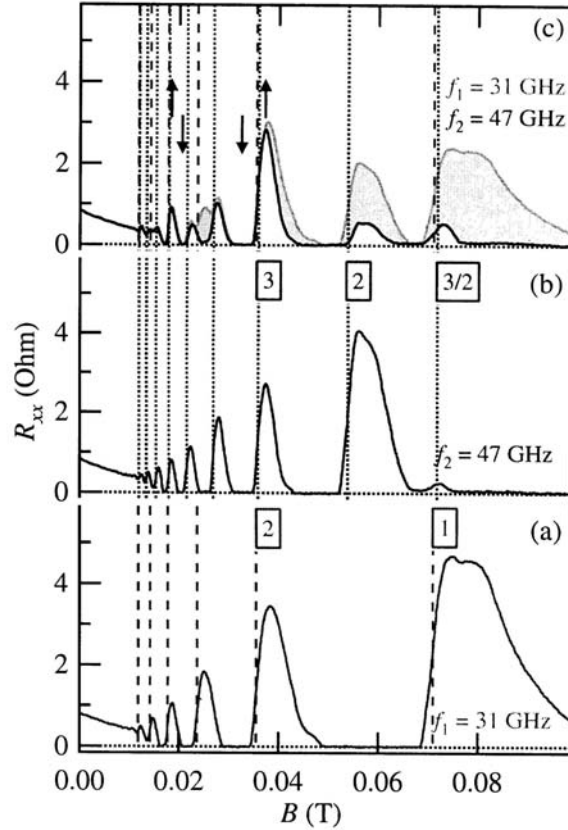 (c)
4
f₁ = 31 GHz
f₂ = 47 GHz
2
0
3 2 3/2 (b)
4
2
f₂ = 47 GHz
0
2 1 (a)
4
2
f₁ = 31 GHz
0
0.00 0.02 0.04 0.06 0.08
B (T)
Rxx (Ohm)